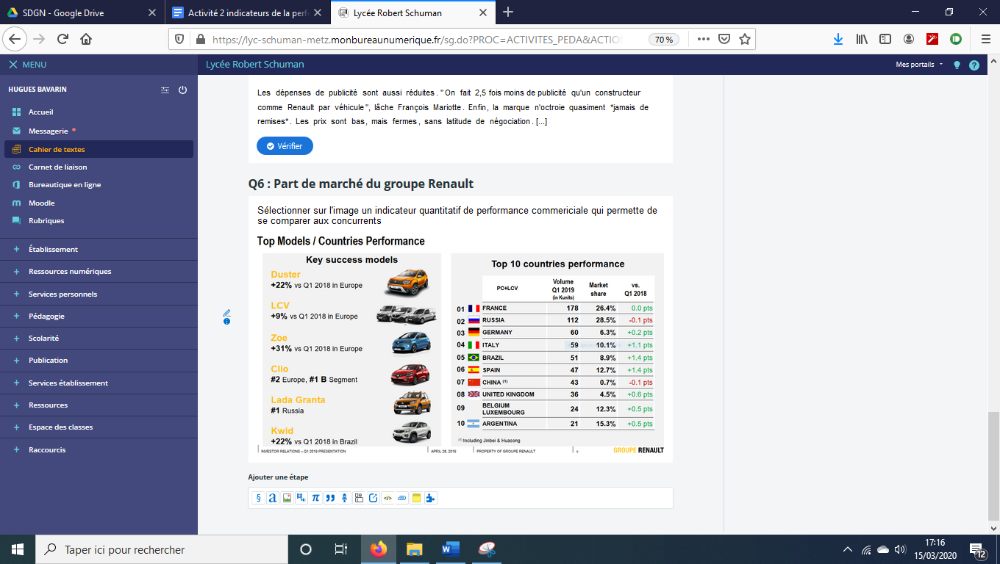 SDGN - Google Drive
Activité 2 indicateurs de la perf
Lycée Robert Schuman
https://lyc-schuman-metz.monbureaunumerique.fr/sg.do?PROC=ACTIVITES_PEDA&ACTION
70 %
MENU
Lycée Robert Schuman
Mes portails
HUGUES BAVARIN
Accueil
Messagerie
Cahier de textes
Carnet de liaison
Bureautique en ligne
Moodle
Rubriques
Établissement
Ressources numériques
Services personnels
Pédagogie
Scolarité
Publication
Services établissement
Ressources
Espace des classes
Raccourcis
Les dépenses de publicité sont aussi réduites. "On fait 2,5 fois moins de publicité qu'un constructeur
comme Renault par véhicule", lâche François Mariotte. Enfin, la marque n'octroie quasiment *jamais de
remises*. Les prix sont bas, mais fermes, sans latitude de négociation. [...]
Vérifier
Q6 : Part de marché du groupe Renault
Sélectionner sur l'image un indicateur quantitatif de performance commericiale qui permette de
se comparer aux concurrents
Top Models / Countries Performance
Key success models
Duster
+22% vs Q1 2018 in Europe
LCV
+9% vs Q1 2018 in Europe
Zoe
+31% vs Q1 2018 in Europe
Clio
#2 Europe, #1 B Segment
Lada Granta
#1 Russia
Kwid
+22% vs Q1 2018 in Brazil
Top 10 countries performance
PC+LCV Volume Q1 2019 (in Kunits) Market share vs. Q1 2018
01 FRANCE 178 26.4% 0.0 pts
02 RUSSIA 112 28.5% -0.1 pts
03 GERMANY 60 6.3% +0.2 pts
04 ITALY 59 10.1% +1.1 pts
05 BRAZIL 51 8.9% +1.4 pts
06 SPAIN 47 12.7% +1.4 pts
07 CHINA (1) 43 0.7% -0.1 pts
08 UNITED KINGDOM 36 4.5% +0.6 pts
09 BELGIUM LUXEMBOURG 24 12.3% +0.5 pts
10 ARGENTINA 21 15.3% +0.5 pts
(1) Including Jinbei & Huasong
INVESTOR RELATIONS – Q1 2019 PRESENTATION
APRIL 26, 2019
PROPERTY OF GROUPE RENAULT
GROUPE RENAULT
Ajouter une étape
Taper ici pour rechercher
17:16
15/03/2020
12